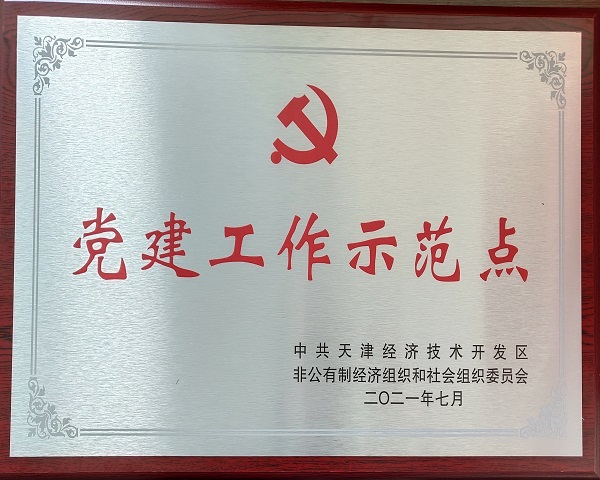 党建工作示范点
中共天津经济技术开发区
非公有制经济组织和社会组织委员会
二〇二一年七月